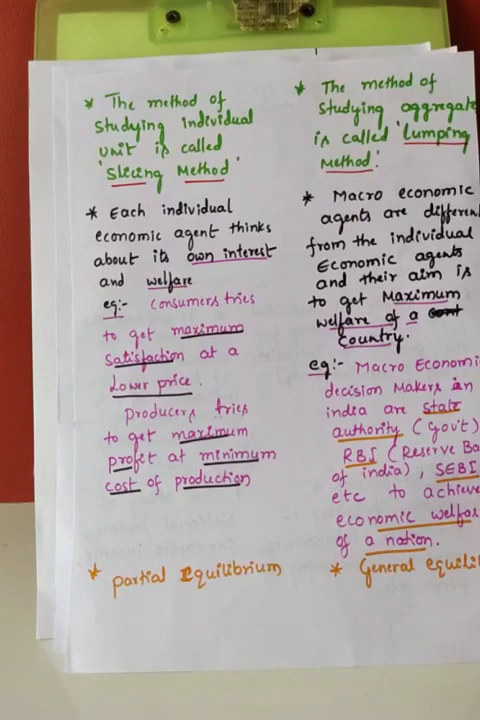 * The method of
studying individual
unit is called
'Slicing Method'
* Each individual
economic agent thinks
about its own interest
and welfare
eg:- Consumers tries
to get maximum
satisfaction at a
Lower price.
Producers tries
to get maximum
profit at minimum
cost of production
* partial Equilibrium
* The method of
studying aggregate
is called 'Lumping
Method'.
* Macro economic
agents are differen
from the individual
Economic agents
and their aim is
to get Maximum
welfare of a
Country.
eg:- Macro Economi
decision Makers in
india are state
authority (Gov't)
RBI (Reserve Ba
of india), SEBI
etc to achieve
economic welfar
of a nation.
* General equili